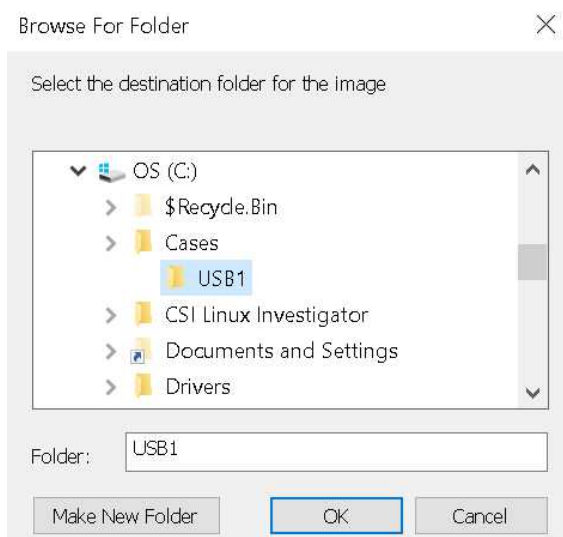 Browse For Folder
Select the destination folder for the image
OS (C:)
$Recycle.Bin
Cases
USB1
CSI Linux Investigator
Documents and Settings
Drivers
Folder: USB1
Make New Folder OK Cancel